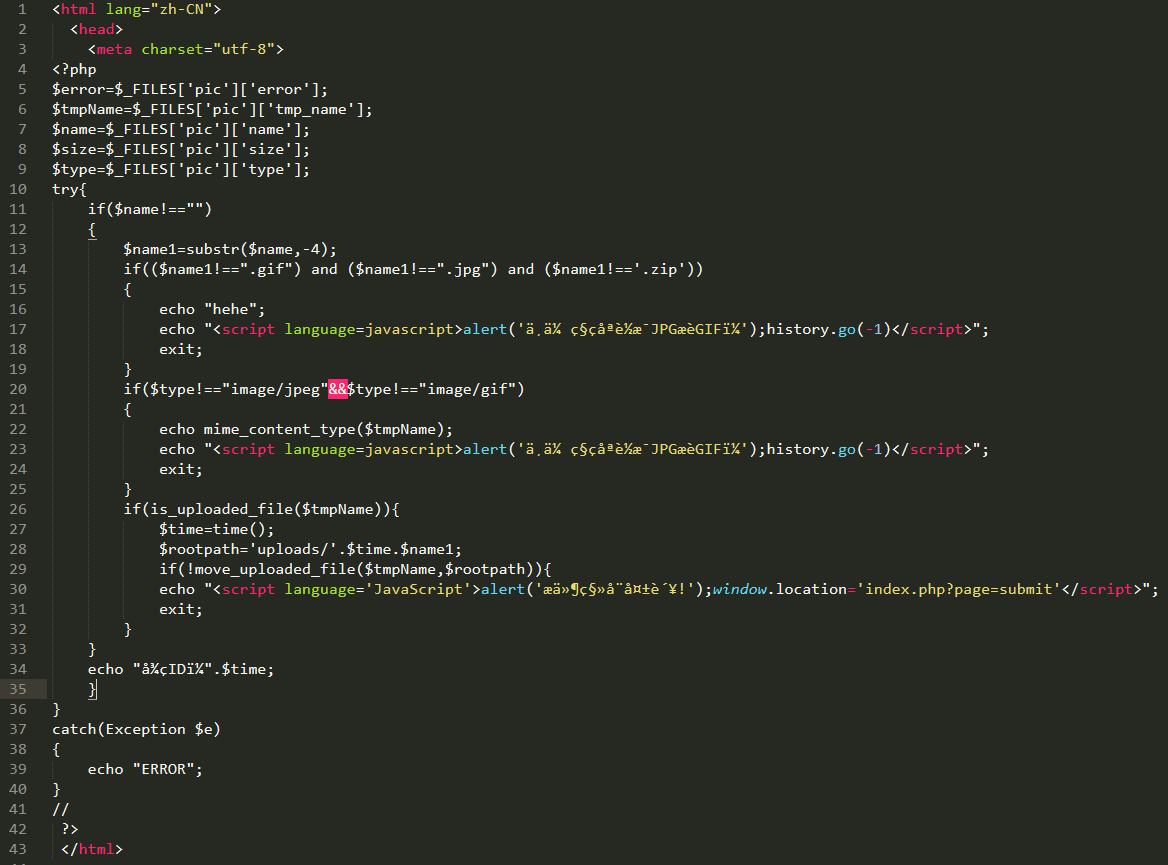 1 <html lang="zh-CN">
2 <head>
3 <meta charset="utf-8">
4 <?php
5 $error=$_FILES['pic']['error'];
6 $tmpName=$_FILES['pic']['tmp_name'];
7 $name=$_FILES['pic']['name'];
8 $size=$_FILES['pic']['size'];
9 $type=$_FILES['pic']['type'];
10 try{
11 if($name!=="")
12 {
13 $name1=substr($name,-4);
14 if(($name1!==".gif") and ($name1!==".jpg") and ($name1!=='.zip'))
15 {
16 echo "hehe";
17 echo "<script language=javascript>alert('ä¸ä¼ ç§çåªè½æ¯JPGæèGIFï¼');history.go(-1)</script>";
18 exit;
19 }
20 if($type!=="image/jpeg"&&$type!=="image/gif")
21 {
22 echo mime_content_type($tmpName);
23 echo "<script language=javascript>alert('ä¸ä¼ ç§çåªè½æ¯JPGæèGIFï¼');history.go(-1)</script>";
24 exit;
25 }
26 if(is_uploaded_file($tmpName)){
27 $time=time();
28 $rootpath='uploads/'.$time.$name1;
29 if(!move_uploaded_file($tmpName,$rootpath)){
30 echo "<script language='JavaScript'>alert('æä»¶ç§»å¨å¤±è´¥!');window.location='index.php?page=submit'</script>";
31 exit;
32 }
33 }
34 echo "å¾çIDï¼".$time;
35 }
36 }
37 catch(Exception $e)
38 {
39 echo "ERROR";
40 }
41 //
42 ?>
43 </html>